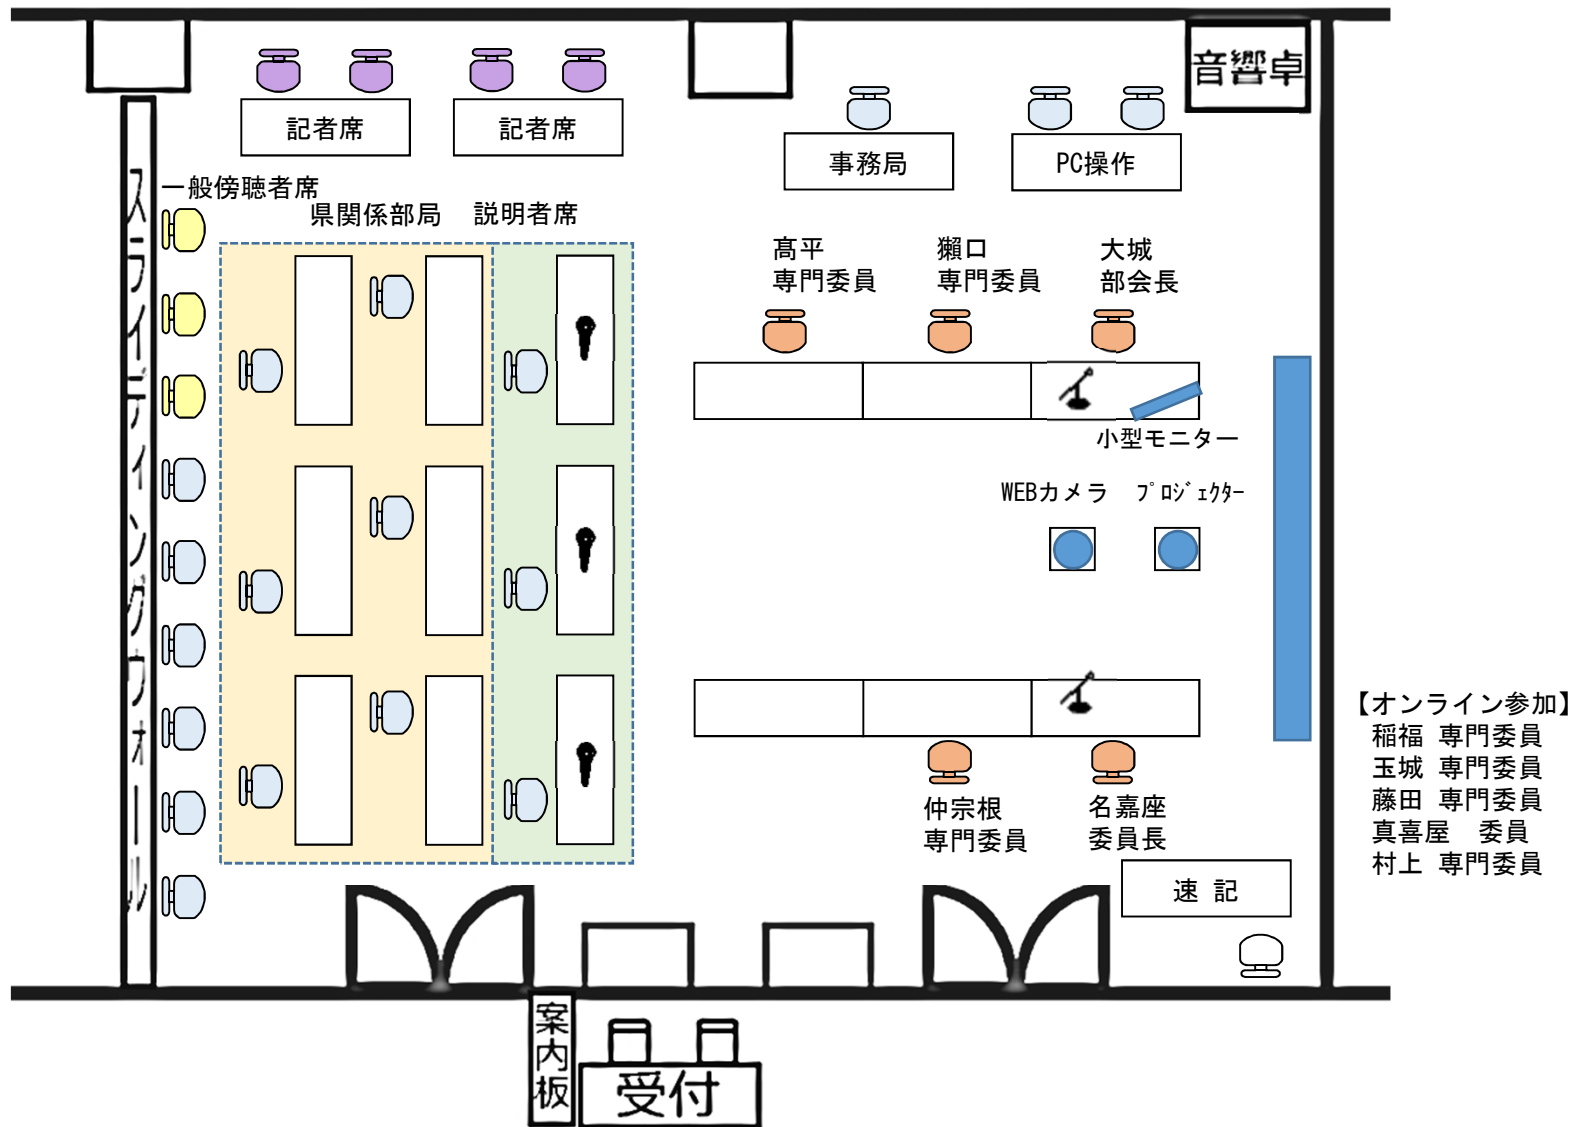 音響卓
記者席
記者席
事務局
PC操作
一般傍聴者席
県関係部局
説明者席
スライディングウォール
髙平
専門委員
獺口
専門委員
大城
部会長
小型モニター
WEBカメラ
ﾌﾟﾛｼﾞｪｸﾀｰ
仲宗根
専門委員
名嘉座
委員長
【オンライン参加】
稲福 専門委員
玉城 専門委員
藤田 専門委員
真喜屋 委員
村上 専門委員
速 記
案内板
受付